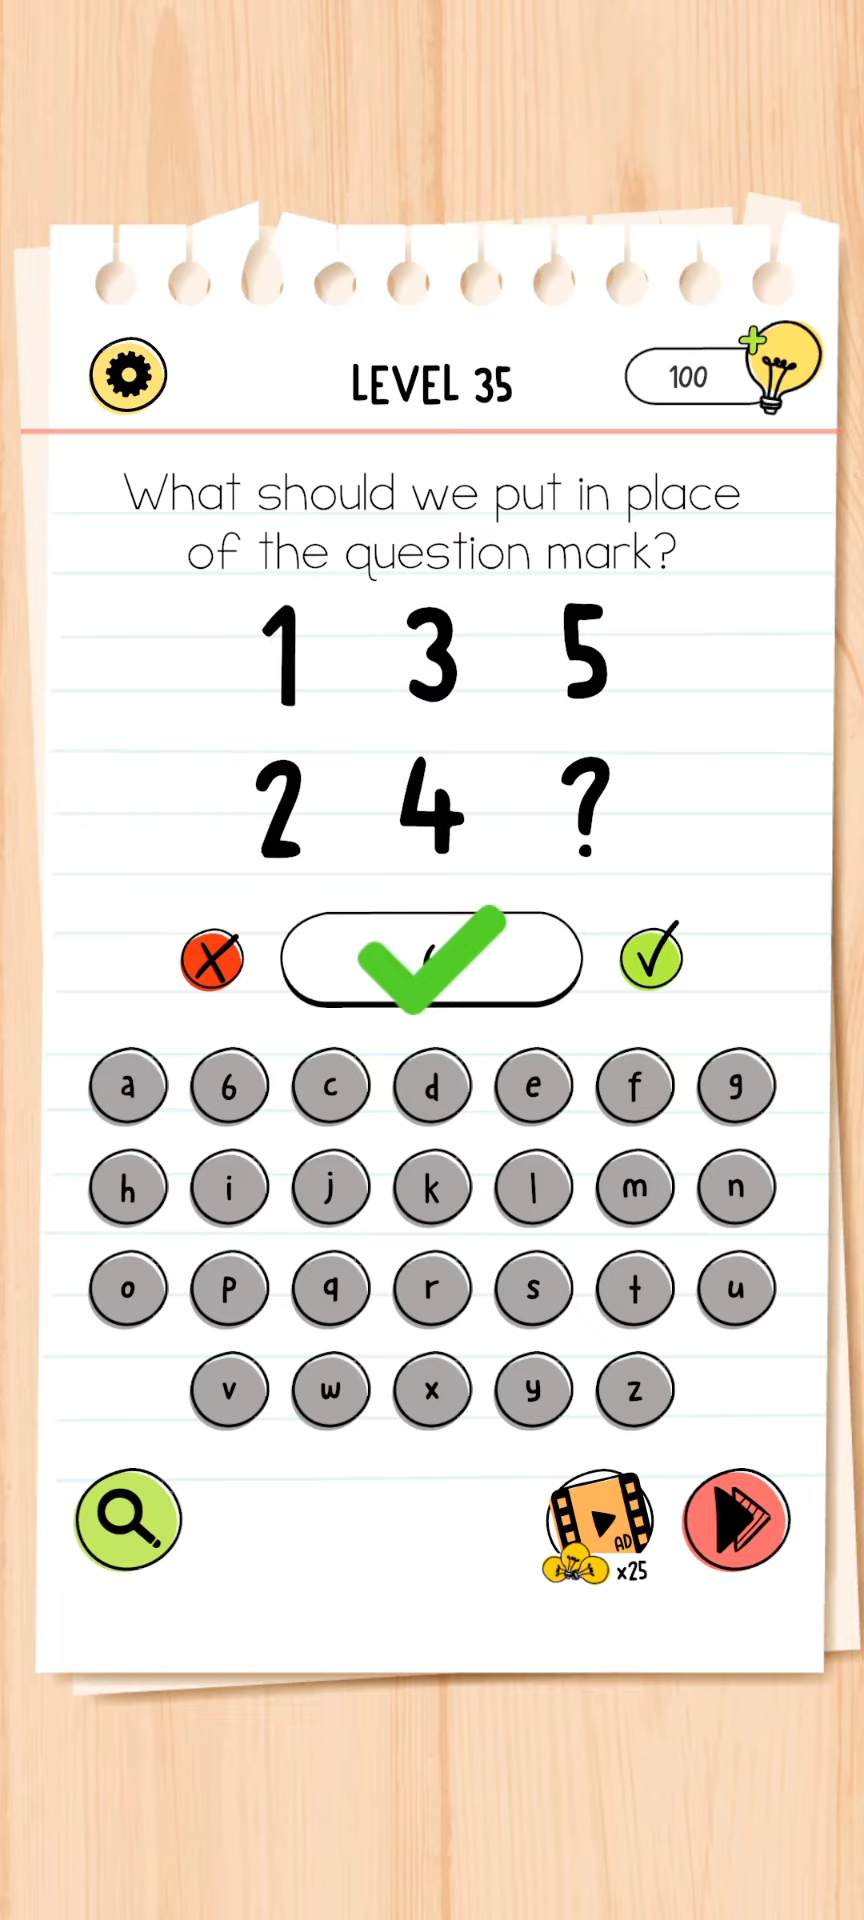 LEVEL 35
100
What should we put in place
of the question mark?
1 3 5
2 4 ?
a 6 c d e f g
h i j k l m n
o p q r s t u
v w x y z
AD
x25